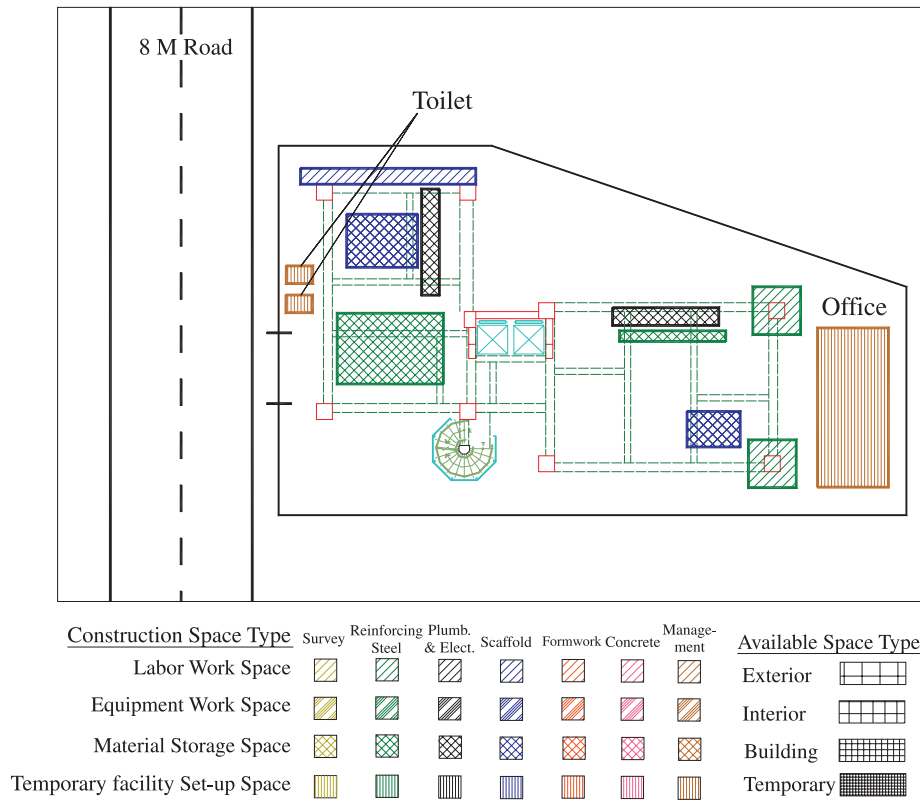 8 M Road
Toilet
Office
Construction Space Type
Survey
Reinforcing
Steel
Plumb.
& Elect.
Scaffold
Formwork
Concrete
Manage-
ment
Available Space Type
Labor Work Space
Exterior
Equipment Work Space
Interior
Material Storage Space
Building
Temporary facility Set-up Space
Temporary